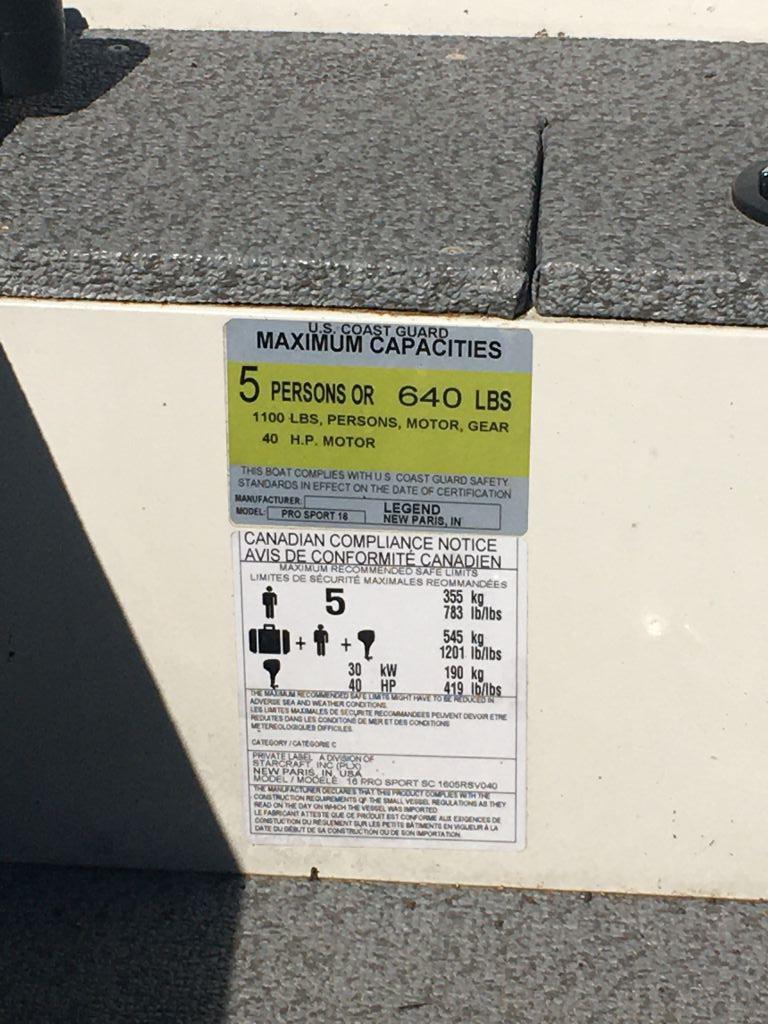 U.S. COAST GUARD
MAXIMUM CAPACITIES
5 PERSONS OR 640 LBS
1100 LBS, PERSONS, MOTOR, GEAR
40 H.P. MOTOR
THIS BOAT COMPLIES WITH U.S. COAST GUARD SAFETY
STANDARDS IN EFFECT ON THE DATE OF CERTIFICATION
MANUFACTURER:
LEGEND
MODEL: PRO SPORT 16 NEW PARIS, IN
CANADIAN COMPLIANCE NOTICE
AVIS DE CONFORMITÉ CANADIEN
MAXIMUM RECOMMENDED SAFE LIMITS
LIMITES DE SÉCURITÉ MAXIMALES REOMMANDÉES
5 355 kg
783 lb/lbs
+ + 545 kg
1201 lb/lbs
30 kW 190 kg
40 HP 419 lb/lbs
THE MAXIMUM RECOMMENDED SAFE LIMITS MIGHT HAVE TO BE REDUCED IN
ADVERSE SEA AND WEATHER CONDITIONS.
LES LIMITES MAXIMALES DE SECURITE RECOMMANDEES PEUVENT DEVOIR ETRE
REDUITES DANS LES CONDITONS DE MER ET DES CONDITIONS
METEREOLOGIQUES DIFFICILES.
CATEGORY / CATÉGORIE C
PRIVATE LABEL A DIVISION OF
STARCRAFT, INC (PLX)
NEW PARIS, IN, USA
MODEL / MODÈLE 16 PRO SPORT SC 1605RSV040
THE MANUFACTURER DECLARES THAT THIS PRODUCT COMPLIES WITH THE
CONSTRUCTION REQUIREMENTS OF THE SMALL VESSEL REGULATIONS AS THEY
READ ON THE DAY ON WHICH THE VESSEL WAS IMPORTED.
LE FABRICANT ATTESTE QUE CE PRODUIT EST CONFORME AUX EXIGENCES DE
CONSTUCTION DU RÈGLEMENT SUR LES PETITS BÂTIMENTS EN VIGUEUR À LA
DATE DU DÉBUT DE SA CONSTRUCTION OU DE SON IMPORTATION.